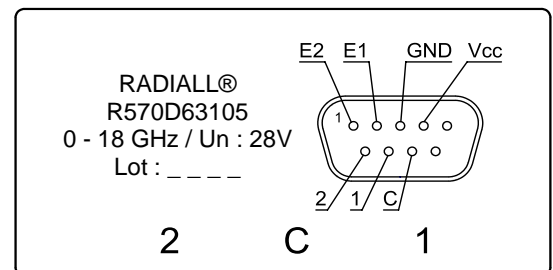 E2 E1 GND Vcc
RADIALL®
R570D63105
0 - 18 GHz / Un : 28V
Lot : _ _ _ _
1
2 1 C
2 C 1